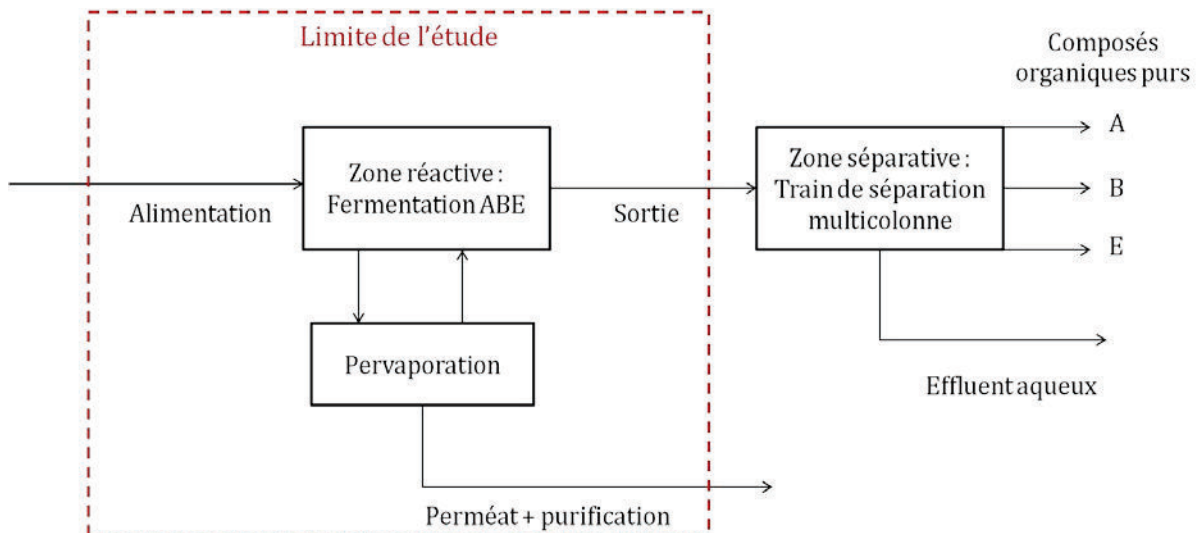 Limite de l'étude
Composés
organiques purs
Zone réactive :
Fermentation ABE
Zone séparative :
Train de séparation
multicolonne
A
B
E
Alimentation
Sortie
Pervaporation
Effluent aqueux
Perméat + purification